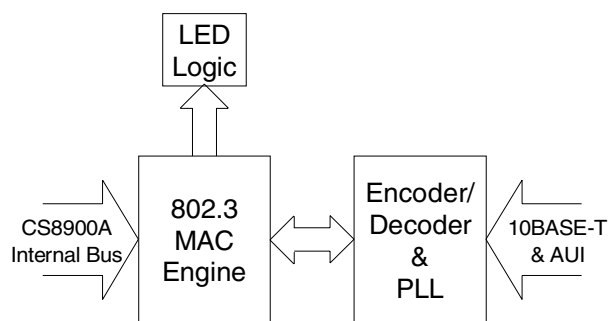 LED
Logic
CS8900A
Internal Bus
802.3
MAC
Engine
Encoder/
Decoder
&
PLL
10BASE-T
& AUI